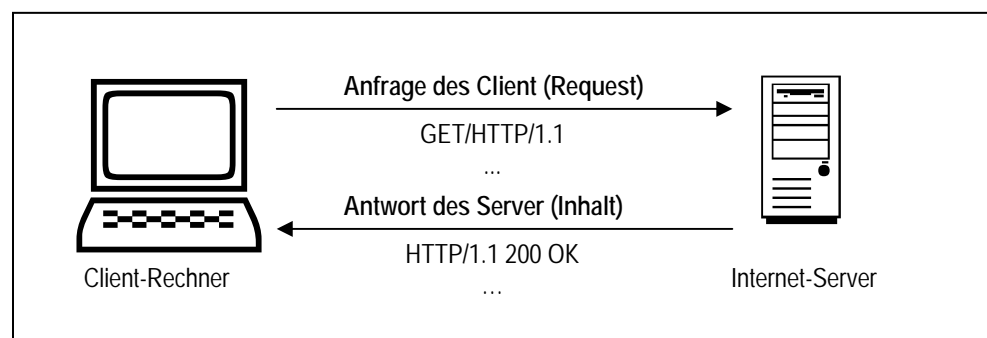 Anfrage des Client (Request)
GET/HTTP/1.1
...
Antwort des Server (Inhalt)
HTTP/1.1 200 OK
...
Client-Rechner
Internet-Server